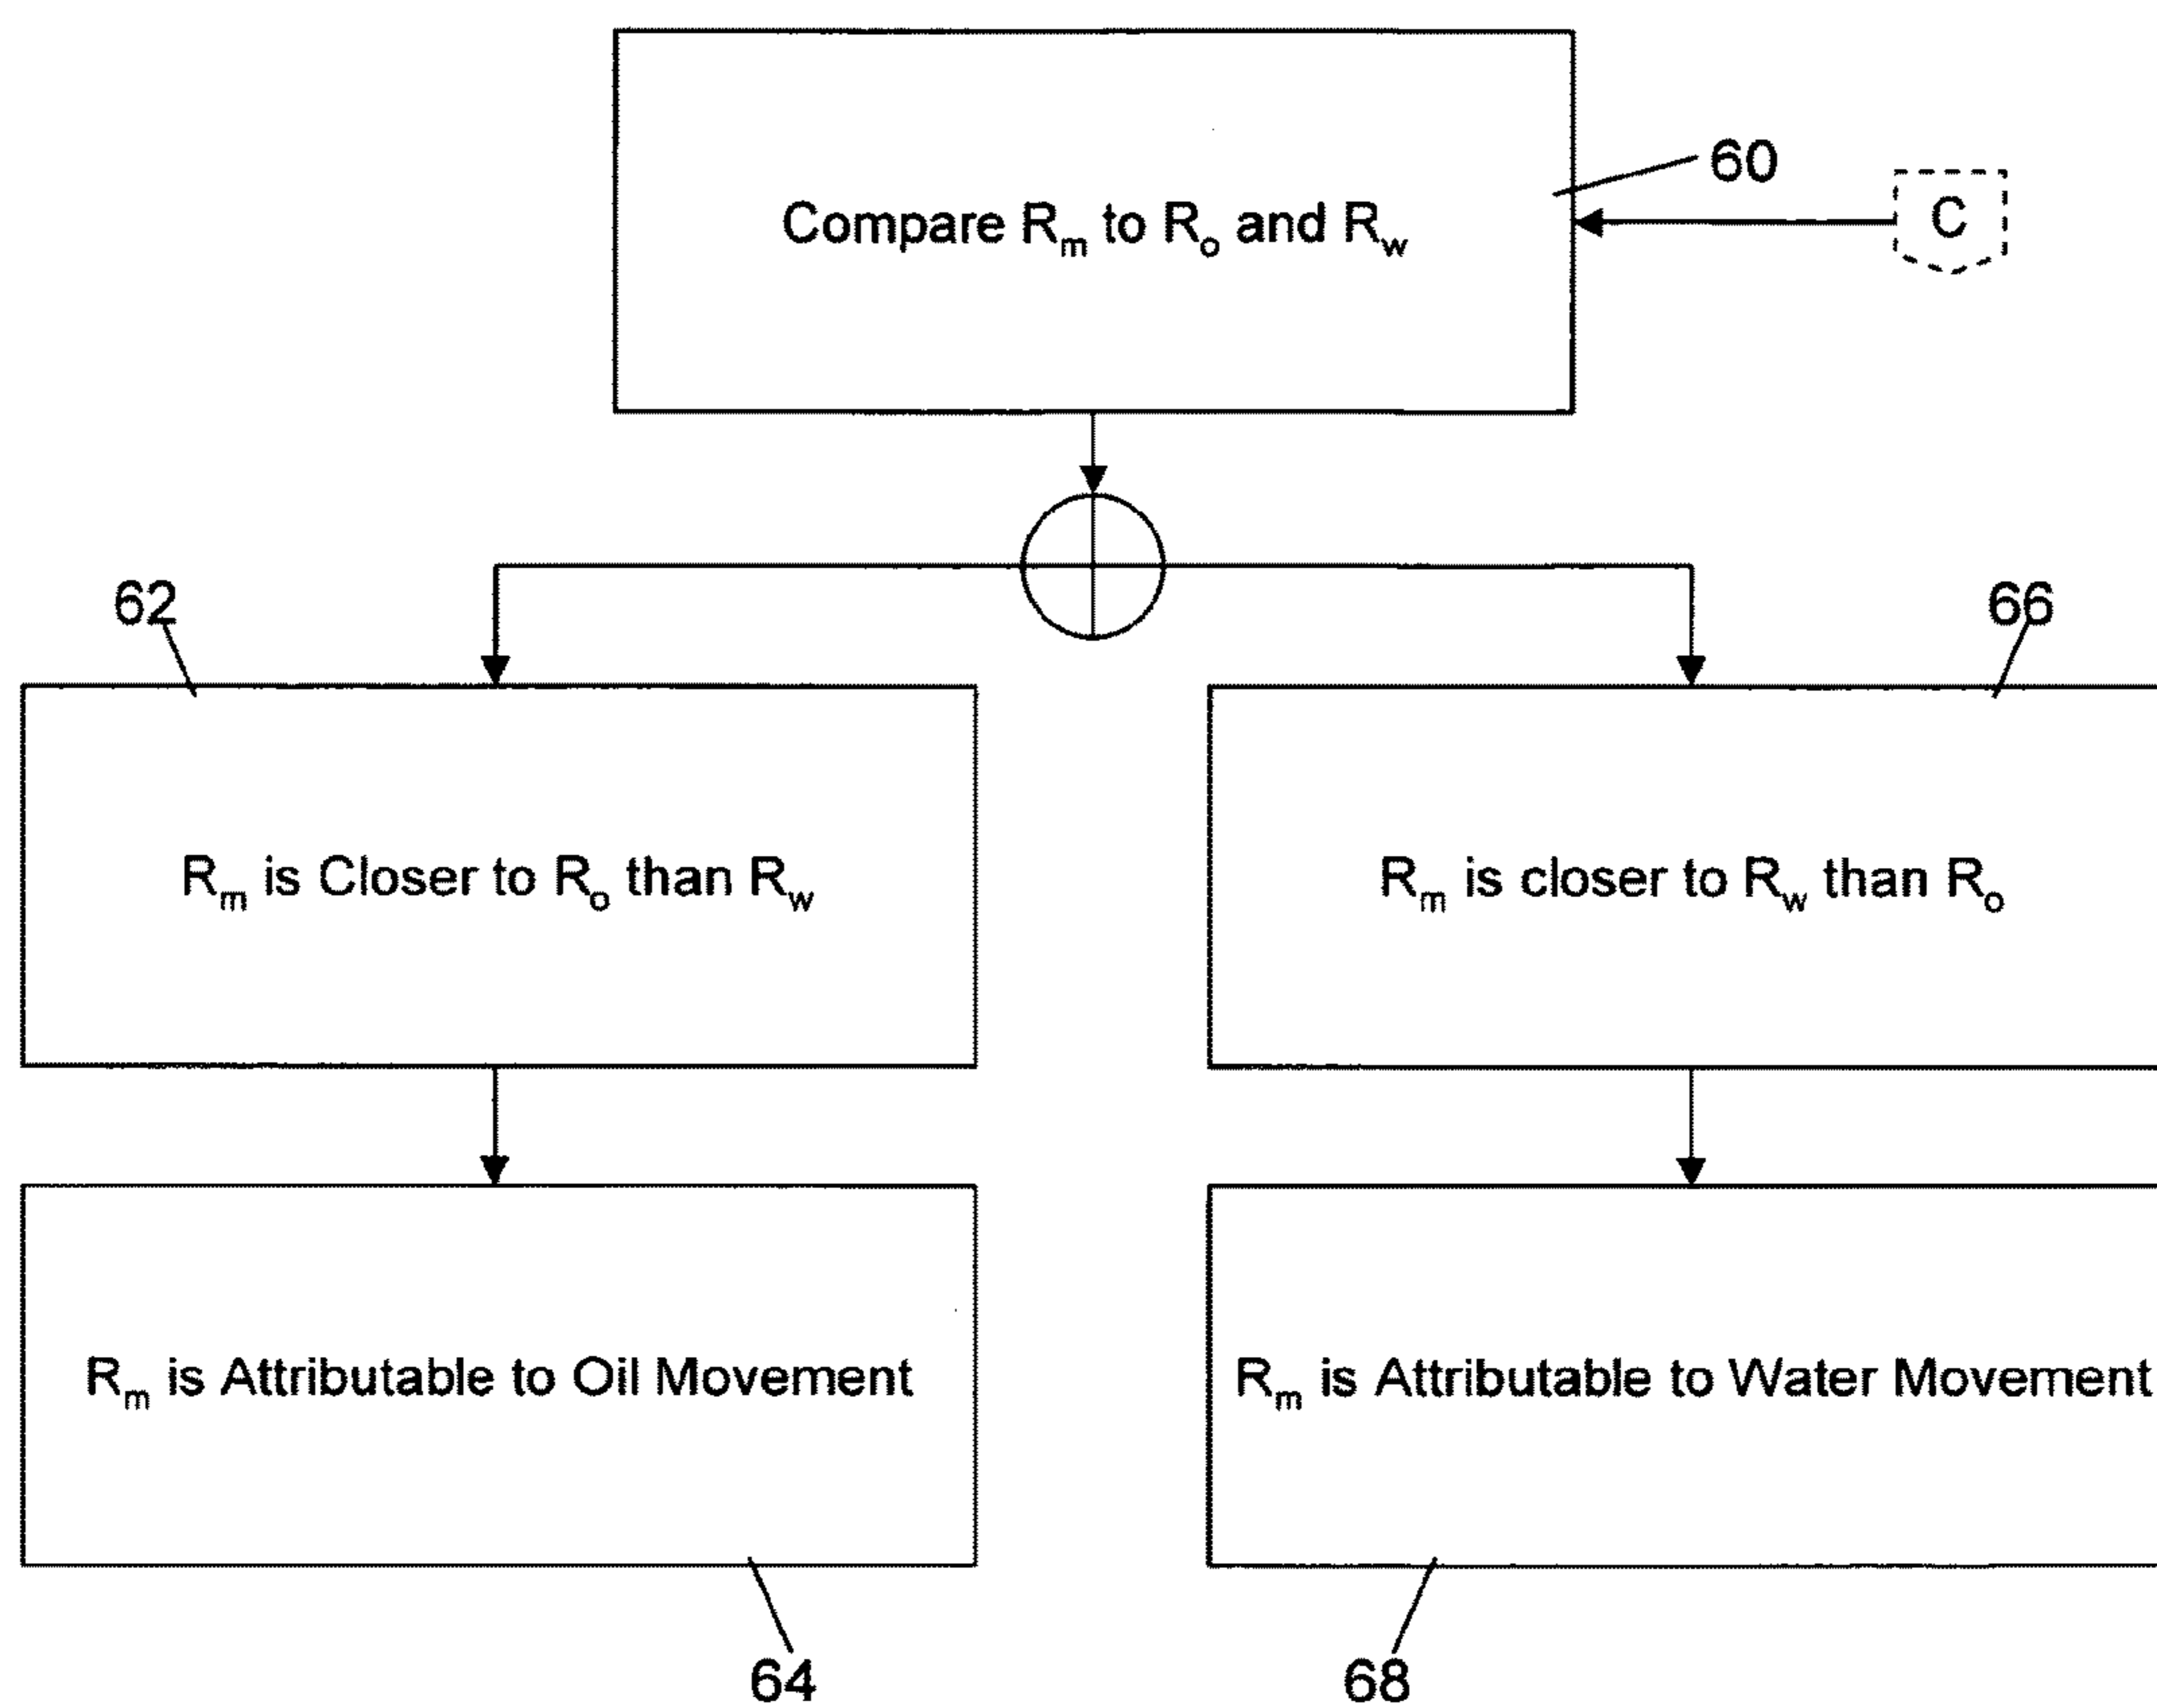 60
Compare Rm to Ro and Rw
C
62
66
Rm is Closer to Ro than Rw
Rm is closer to Rw than Ro
Rm is Attributable to Oil Movement
Rm is Attributable to Water Movement
64
68